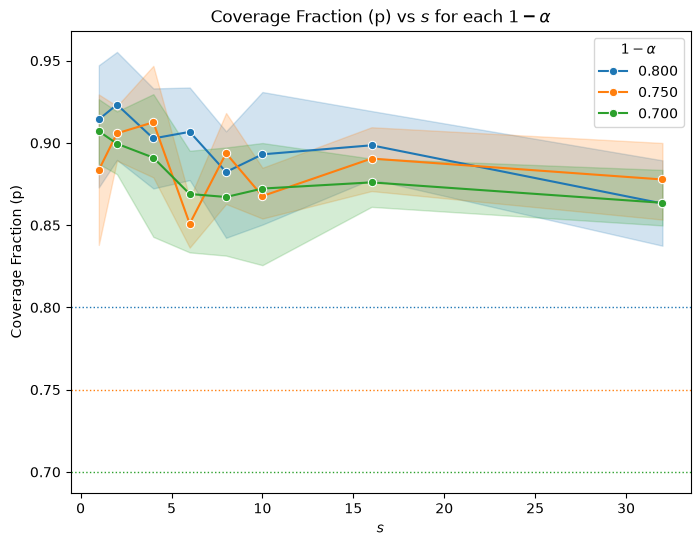 Coverage Fraction (p) vs s for each 1 − α
1 − α
0.800
0.750
0.700
Coverage Fraction (p)
0.95
0.90
0.85
0.80
0.75
0.70
0 5 10 15 20 25 30
s